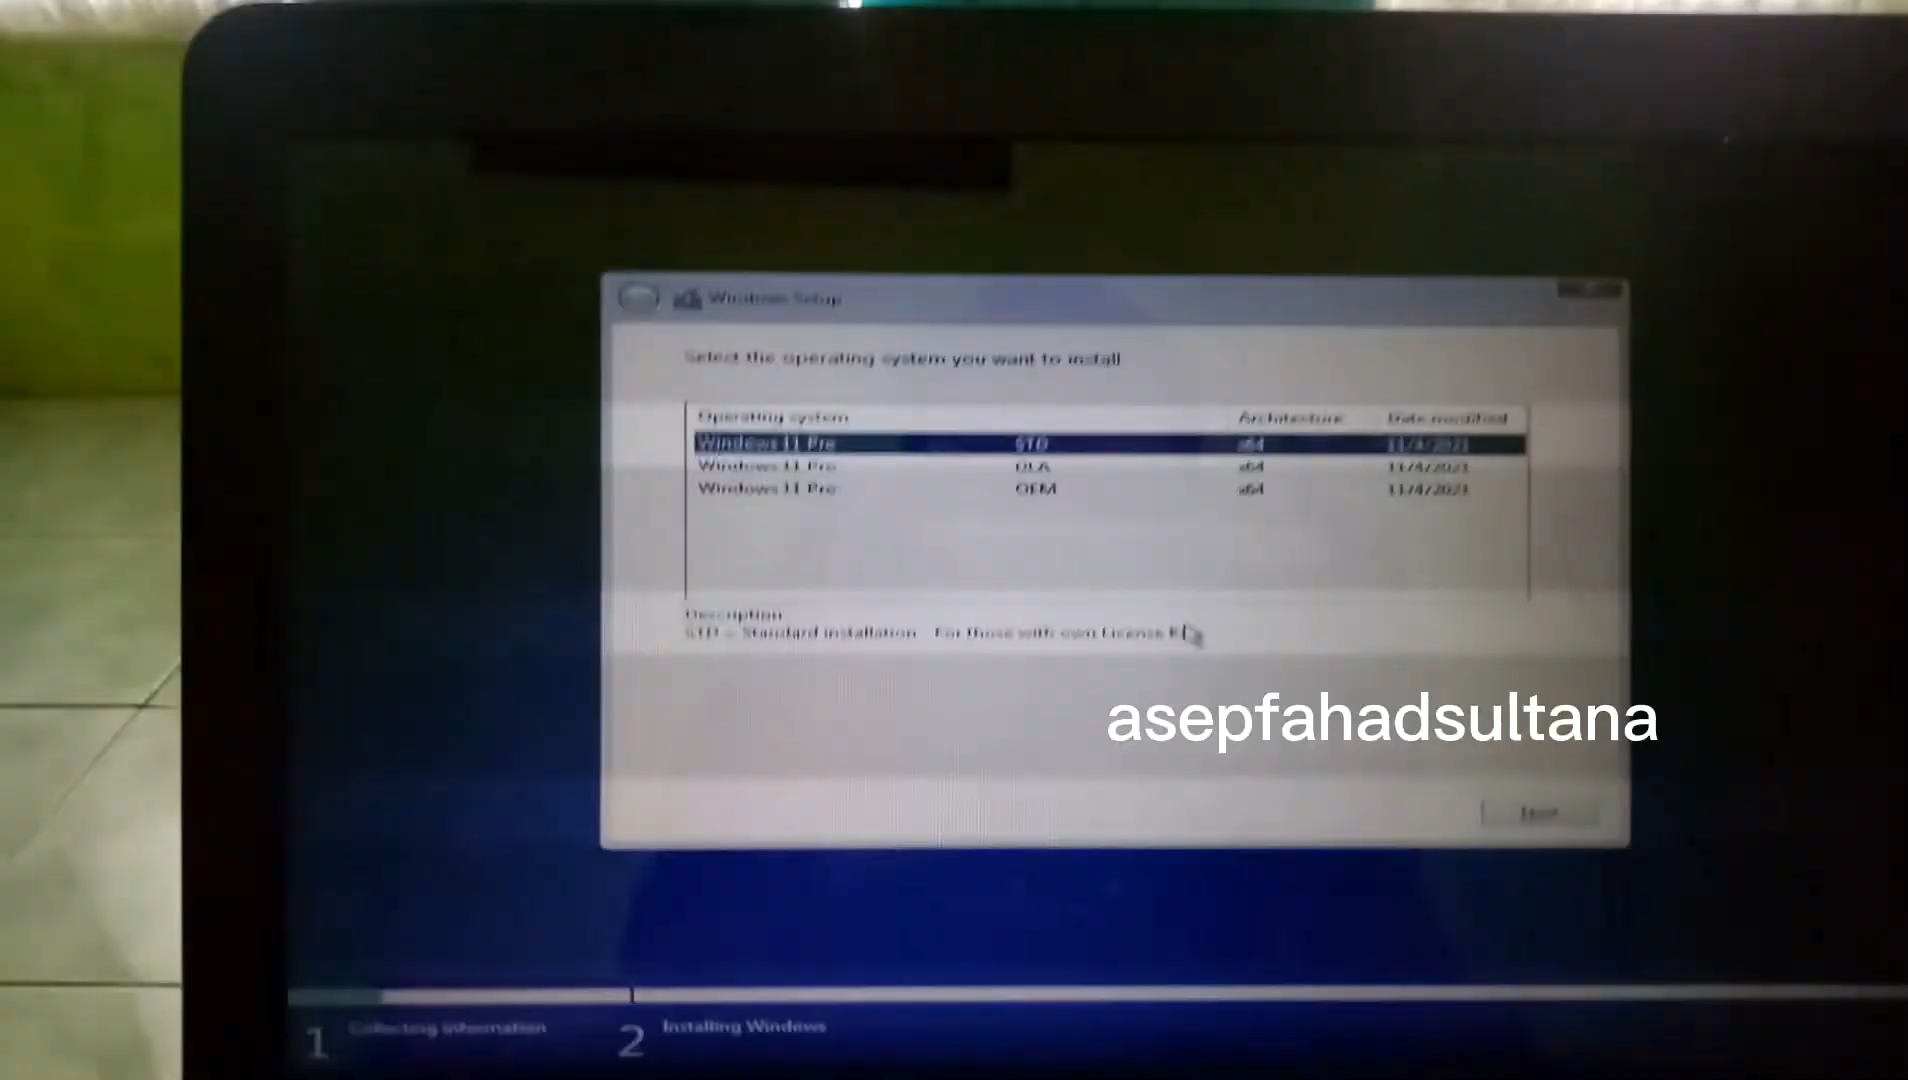 Windows Setup
Select the operating system you want to install
Operating system Architecture Date modified
Windows 11 Pro STD x64 11/4/2021
Windows 11 Pro DLA x64 11/4/2021
Windows 11 Pro OEM x64 11/4/2021
Description
STD - Standard installation For those with own License
asepfahadsultana
Next
1 Collecting information 2 Installing Windows